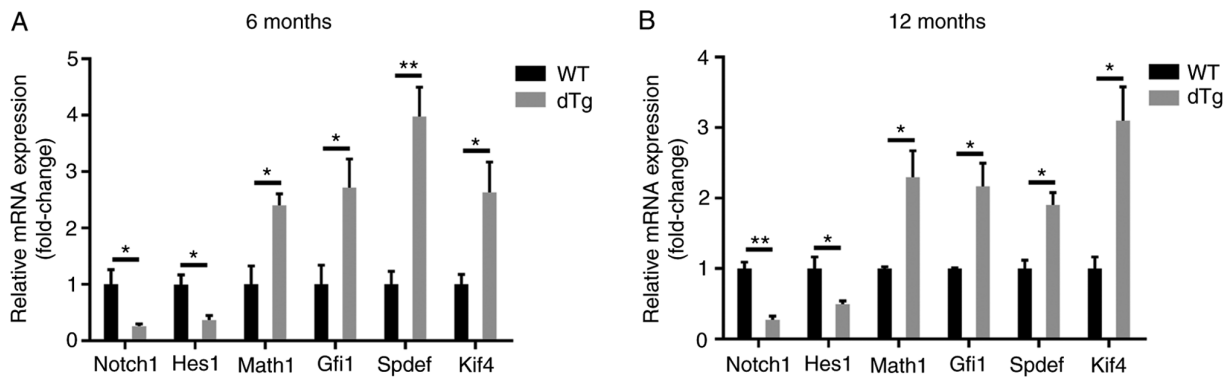 A
6 months
Relative mRNA expression
(fold-change)
5
4
3
2
1
0
WT
dTg
*
*
*
*
**
*
Notch1 Hes1 Math1 Gfi1 Spdef Kif4
B
12 months
Relative mRNA expression
(fold-change)
4
3
2
1
0
WT
dTg
**
*
*
*
*
*
Notch1 Hes1 Math1 Gfi1 Spdef Kif4